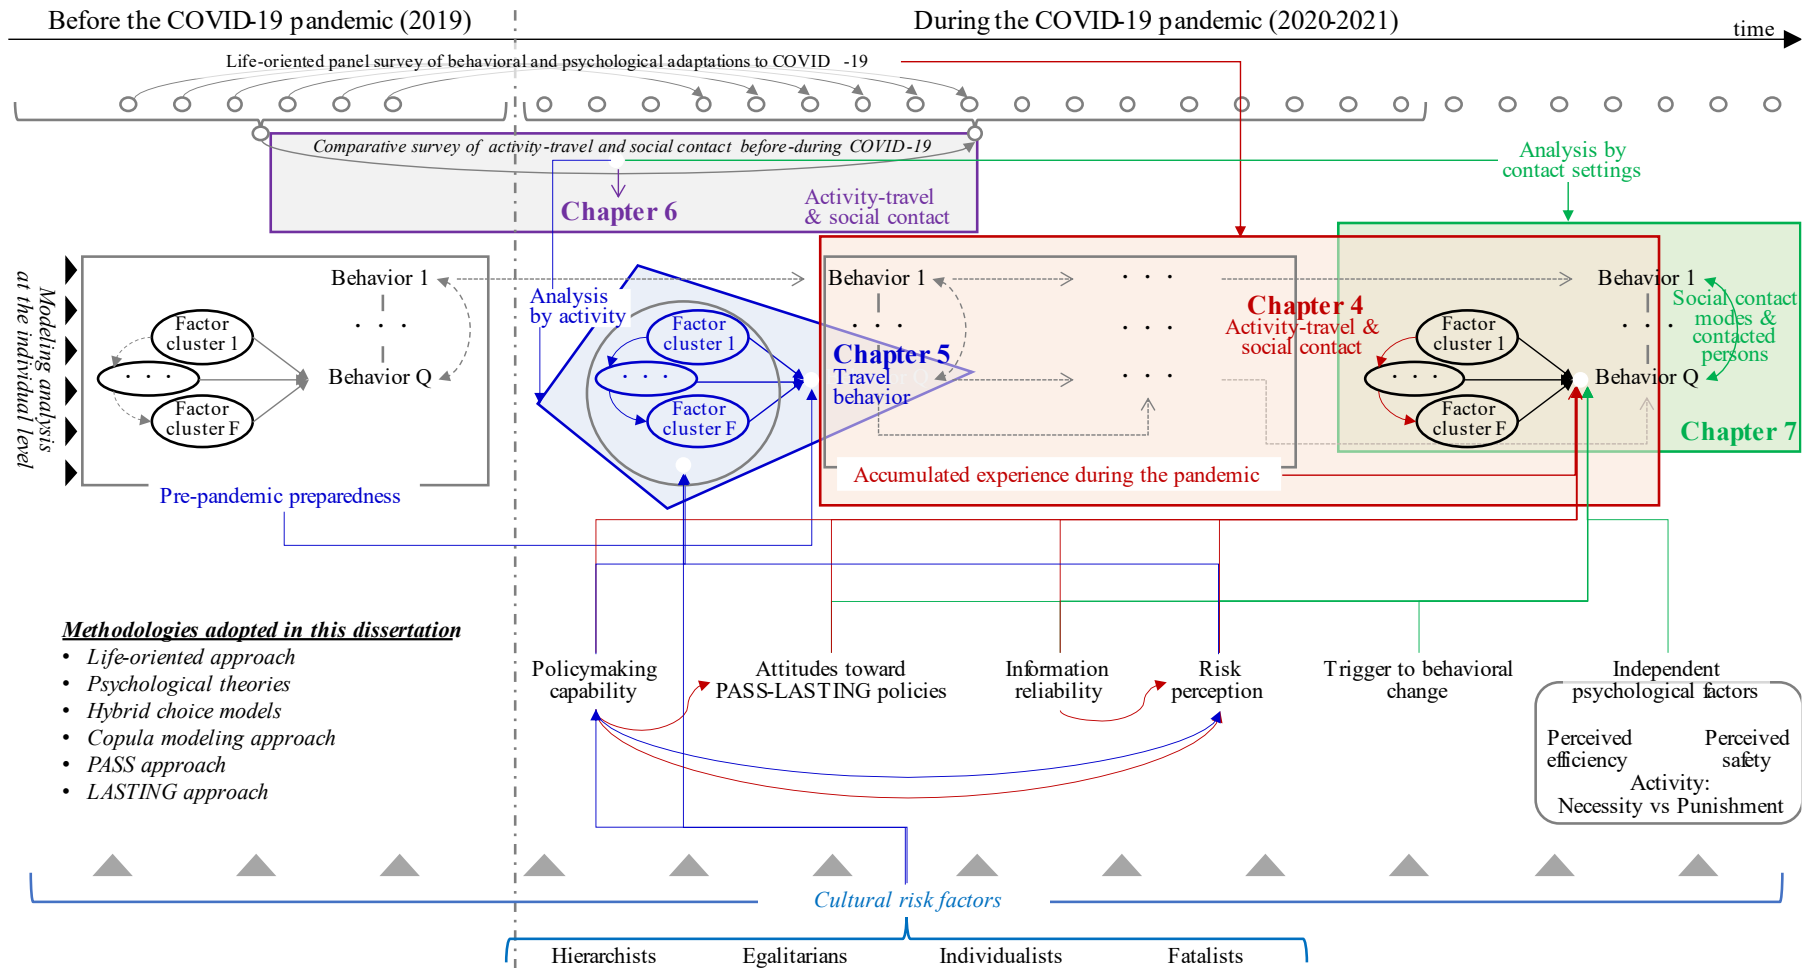 Before the COVID-19 pandemic (2019)
During the COVID-19 pandemic (2020-2021)
time
Life-oriented panel survey of behavioral and psychological adaptations to COVID -19
Comparative survey of activity-travel and social contact before-during COVID-19
Chapter 6
Activity-travel
& social contact
Analysis by
contact settings
Modeling analysis
at the individual level
Behavior 1
. . .
Behavior Q
Factor
cluster 1
. . .
Factor
cluster F
Pre-pandemic preparedness
Analysis
by activity
Factor
cluster 1
. . .
Factor
cluster F
Behavior 1
. . .
Chapter 5
Travel
behavior
. . .
. . .
. . .
Chapter 4
Activity-travel &
social contact
Factor
cluster 1
. . .
Factor
cluster F
Behavior 1
. . .
Behavior Q
Social contact
modes &
contacted
persons
Chapter 7
Accumulated experience during the pandemic
Methodologies adopted in this dissertation
• Life-oriented approach
• Psychological theories
• Hybrid choice models
• Copula modeling approach
• PASS approach
• LASTING approach
Policymaking
capability
Attitudes toward
PASS-LASTING policies
Information
reliability
Risk
perception
Trigger to behavioral
change
Independent
psychological factors
Perceived
efficiency
Perceived
safety
Activity:
Necessity vs Punishment
Cultural risk factors
Hierarchists
Egalitarians
Individualists
Fatalists